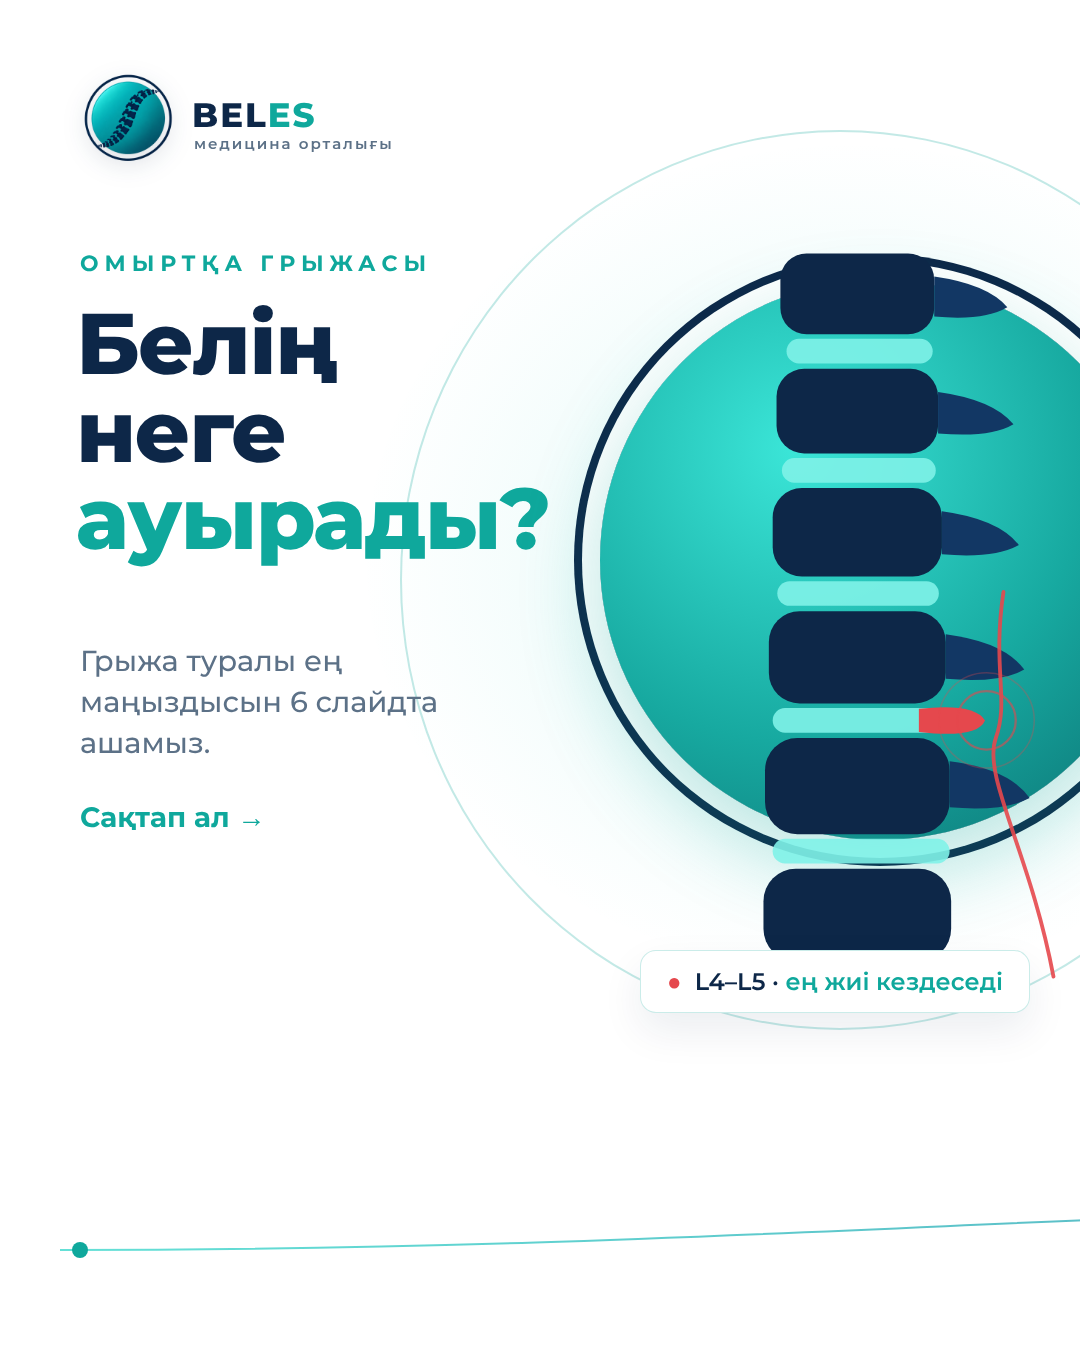 BELES
медицина орталығы
ОМЫРТҚА ГРЫЖАСЫ
Белің
неге
ауырады?
Грыжа туралы ең
маңыздысын 6 слайдта
ашамыз.
Сақтап ал →
L4–L5 · ең жиі кездеседі